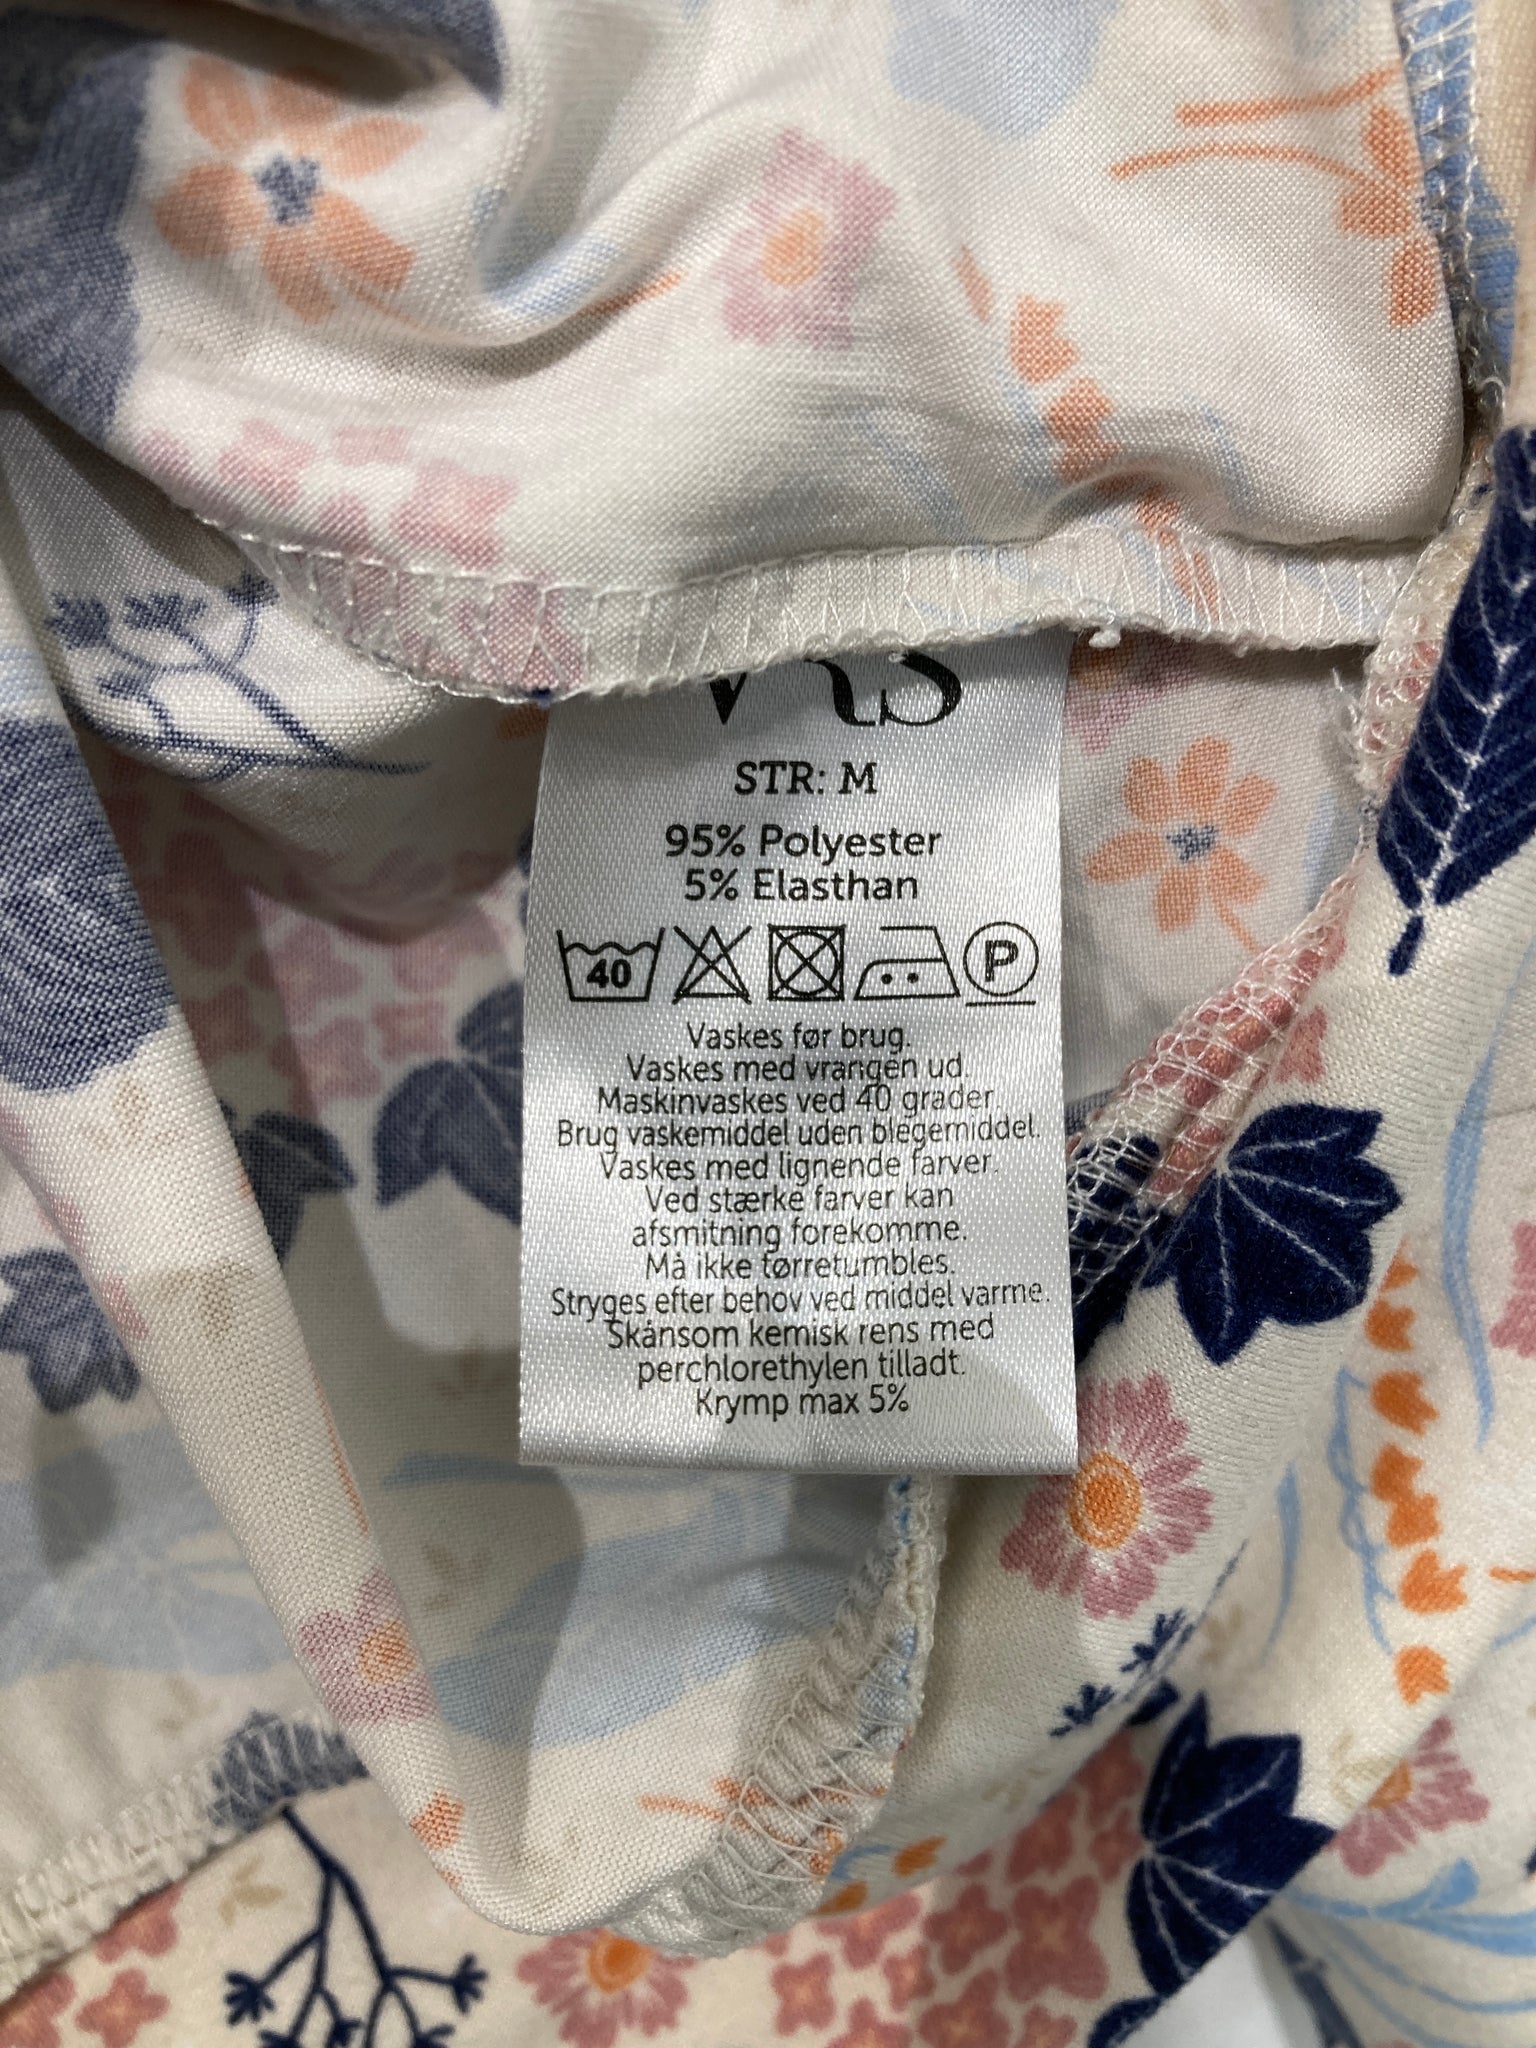 VRS
STR: M
95% Polyester
5% Elasthan
40 P
Vaskes før brug.
Vaskes med vrangen ud.
Maskinvaskes ved 40 grader.
Brug vaskemiddel uden blegemiddel.
Vaskes med lignende farver.
Ved stærke farver kan
afsmitning forekomme.
Må ikke tørretumbles.
Stryges efter behov ved middel varme.
Skånsom kemisk rens med
perchlorethylen tilladt.
Krymp max 5%